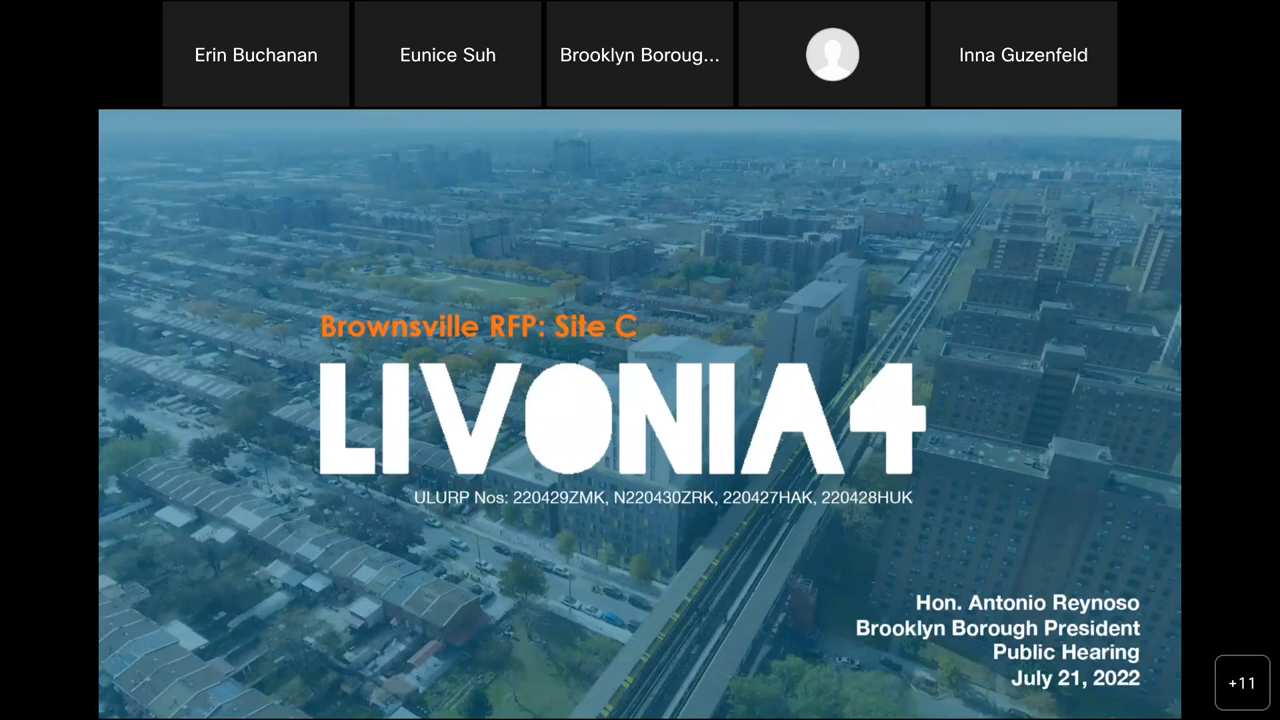 Erin Buchanan
Eunice Suh
Brooklyn Boroug...
Inna Guzenfeld
Brownsville RFP: Site C
LIVONIA4
ULURP Nos: 220429ZMK, N220430ZRK, 220427HAK, 220428HUK
Hon. Antonio Reynoso
Brooklyn Borough President
Public Hearing
July 21, 2022
+11